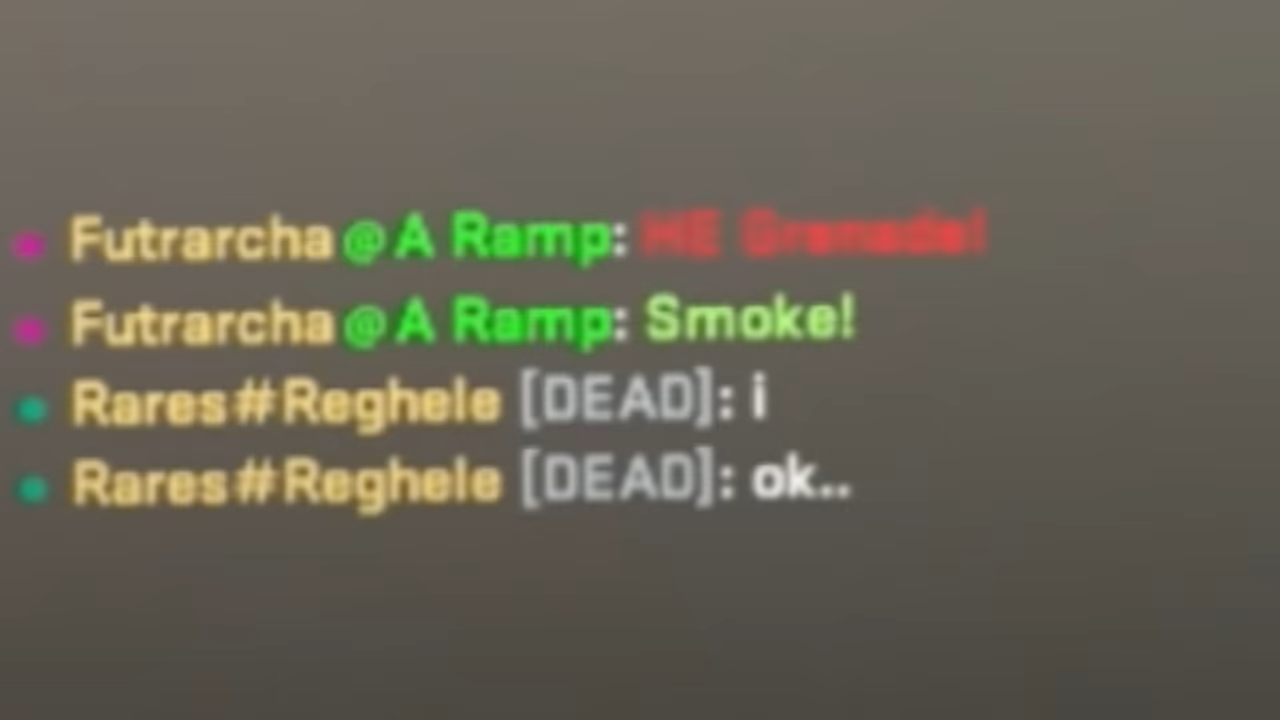 Futrarcha@A Ramp: HE Grenade!
Futrarcha@A Ramp: Smoke!
Rares#Reghele [DEAD]: i
Rares#Reghele [DEAD]: ok..